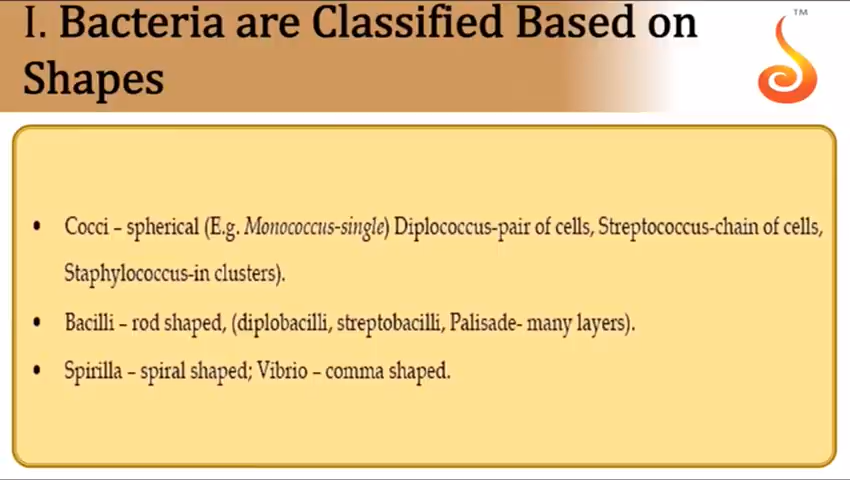 I. Bacteria are Classified Based on
Shapes
TM
• Cocci – spherical (E.g. Monococcus-single) Diplococcus-pair of cells, Streptococcus-chain of cells,
Staphylococcus-in clusters).
• Bacilli – rod shaped, (diplobacilli, streptobacilli, Palisade- many layers).
• Spirilla – spiral shaped; Vibrio – comma shaped.